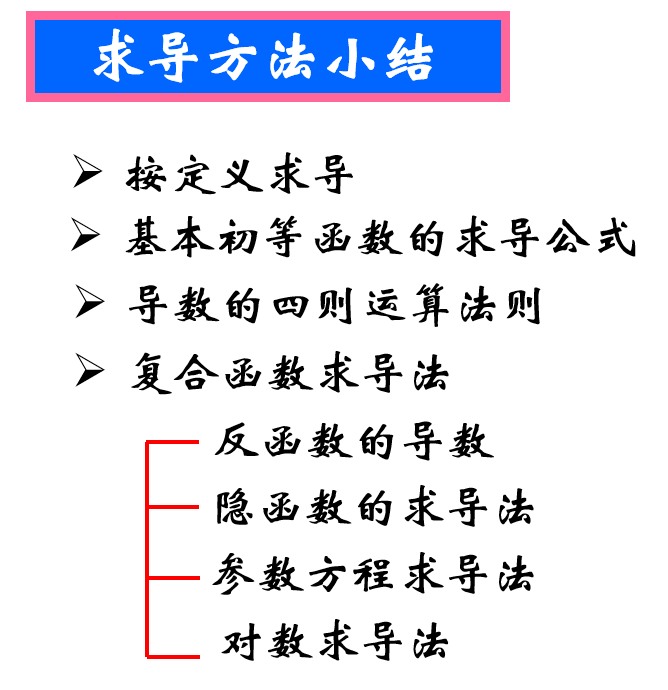 求导方法小结
按定义求导
基本初等函数的求导公式
导数的四则运算法则
复合函数求导法
反函数的导数
隐函数的求导法
参数方程求导法
对数求导法